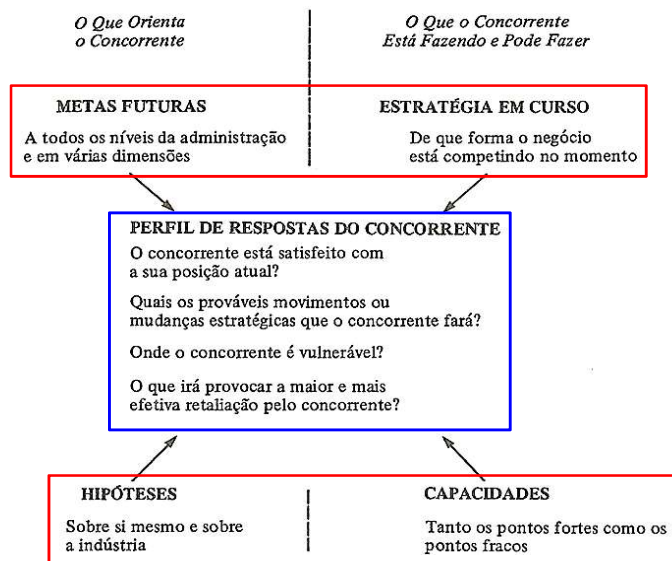 O Que Orienta
o Concorrente
O Que o Concorrente
Está Fazendo e Pode Fazer
METAS FUTURAS
A todos os níveis da administração
e em várias dimensões
ESTRATÉGIA EM CURSO
De que forma o negócio
está competindo no momento
PERFIL DE RESPOSTAS DO CONCORRENTE
O concorrente está satisfeito com
a sua posição atual?
Quais os prováveis movimentos ou
mudanças estratégicas que o concorrente fará?
Onde o concorrente é vulnerável?
O que irá provocar a maior e mais
efetiva retaliação pelo concorrente?
HIPÓTESES
Sobre si mesmo e sobre
a indústria
CAPACIDADES
Tanto os pontos fortes como os
pontos fracos